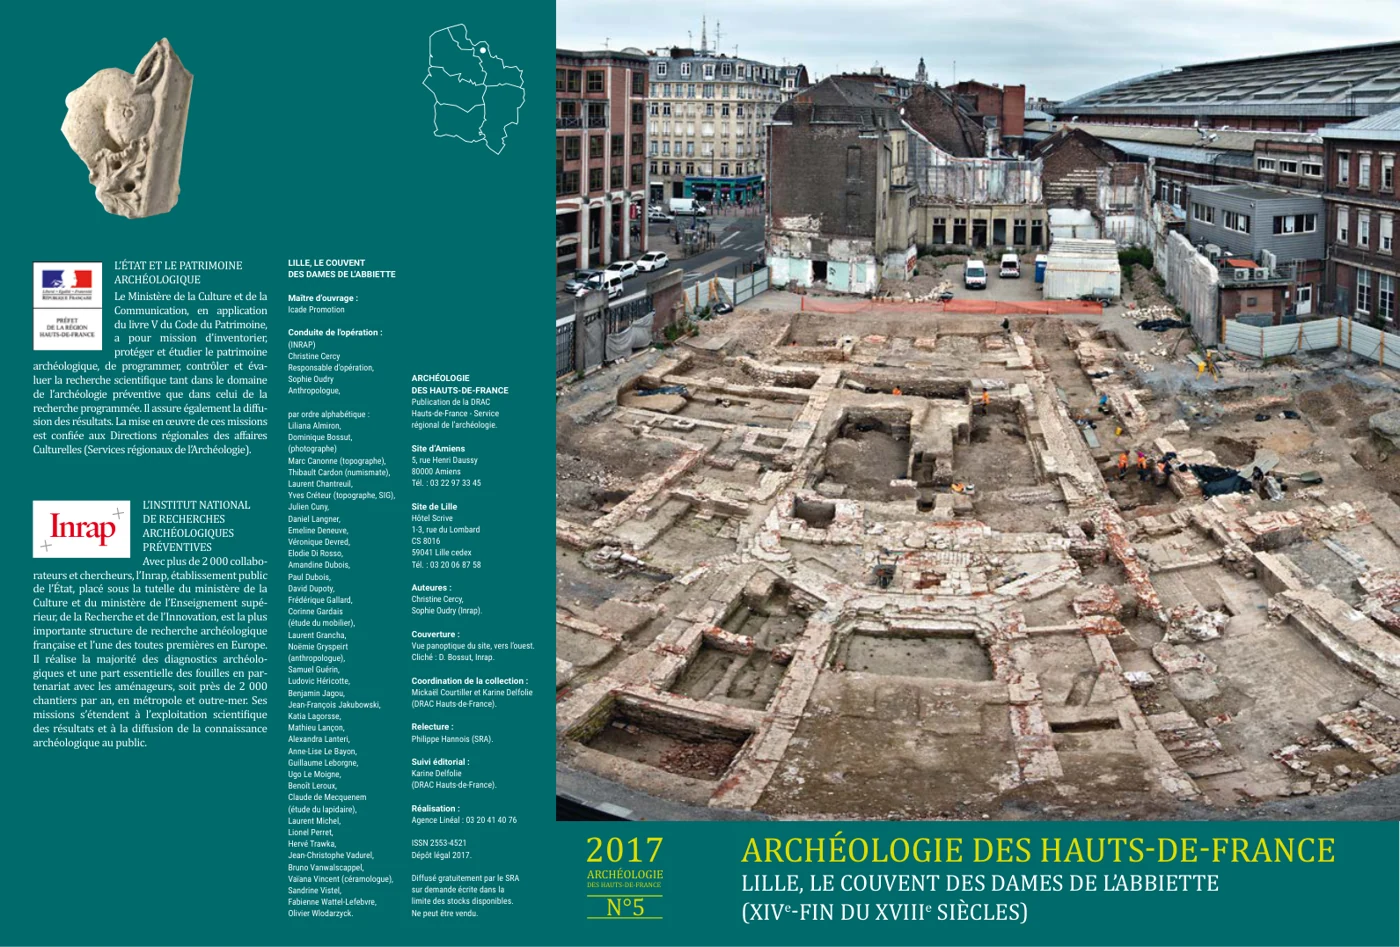 L'ÉTAT ET LE PATRIMOINE
ARCHÉOLOGIQUE
Liberté • Égalité • Fraternité
RÉPUBLIQUE FRANÇAISE
PRÉFET
DE LA RÉGION
HAUTS-DE-FRANCE
Le Ministère de la Culture et de la
Communication, en application
du livre V du Code du Patrimoine,
a pour mission d'inventorier,
protéger et étudier le patrimoine
archéologique, de programmer, contrôler et éva-
luer la recherche scientifique tant dans le domaine
de l'archéologie préventive que dans celui de la
recherche programmée. Il assure également la diffu-
sion des résultats. La mise en œuvre de ces missions
est confiée aux Directions régionales des affaires
Culturelles (Services régionaux de l'Archéologie).
Inrap
L'INSTITUT NATIONAL
DE RECHERCHES
ARCHÉOLOGIQUES
PRÉVENTIVES
Avec plus de 2 000 collabo-
rateurs et chercheurs, l'Inrap, établissement public
de l'État, placé sous la tutelle du ministère de la
Culture et du ministère de l'Enseignement supé-
rieur, de la Recherche et de l'Innovation, est la plus
importante structure de recherche archéologique
française et l'une des toutes premières en Europe.
Il réalise la majorité des diagnostics archéolo-
giques et une part essentielle des fouilles en par-
tenariat avec les aménageurs, soit près de 2 000
chantiers par an, en métropole et outre-mer. Ses
missions s'étendent à l'exploitation scientifique
des résultats et à la diffusion de la connaissance
archéologique au public.
LILLE, LE COUVENT
DES DAMES DE L'ABBIETTE
Maître d'ouvrage :
Icade Promotion
Conduite de l'opération :
(INRAP)
Christine Cercy
Responsable d'opération,
Sophie Oudry
Anthropologue,
par ordre alphabétique :
Liliana Almiron,
Dominique Bossut,
(photographe)
Marc Canonne (topographe),
Thibault Cardon (numismate),
Laurent Chantreuil,
Yves Créteur (topographe, SIG),
Julien Cuny,
Daniel Langner,
Emeline Deneuve,
Véronique Devred,
Elodie Di Rosso,
Amandine Dubois,
Paul Dubois,
David Dupoty,
Frédérique Gallard,
Corinne Gardais
(étude du mobilier),
Laurent Grancha,
Noëmie Gryspeirt
(anthropologue),
Samuel Guérin,
Ludovic Héricotte,
Benjamin Jagou,
Jean-François Jakubowski,
Katia Lagorsse,
Mathieu Lançon,
Alexandra Lanteri,
Anne-Lise Le Bayon,
Guillaume Leborgne,
Ugo Le Moigne,
Benoît Leroux,
Claude de Mecquenem
(étude du lapidaire),
Laurent Michel,
Lionel Perret,
Hervé Trawka,
Jean-Christophe Vadurel,
Bruno Vanwalscappel,
Vaïana Vincent (céramologue),
Sandrine Vistel,
Fabienne Wattel-Lefebvre,
Olivier Wlodarzyck.
ARCHÉOLOGIE
DES HAUTS-DE-FRANCE
Publication de la DRAC
Hauts-de-France - Service
régional de l'archéologie.
Site d'Amiens
5, rue Henri Daussy
80000 Amiens
Tél. : 03 22 97 33 45
Site de Lille
Hôtel Scrive
1-3, rue du Lombard
CS 8016
59041 Lille cedex
Tél. : 03 20 06 87 58
Auteures :
Christine Cercy,
Sophie Oudry (Inrap).
Couverture :
Vue panoptique du site, vers l'ouest.
Cliché : D. Bossut, Inrap.
Coordination de la collection :
Mickaël Courtiller et Karine Delfolie
(DRAC Hauts-de-France).
Relecture :
Philippe Hannois (SRA).
Suivi éditorial :
Karine Delfolie
(DRAC Hauts-de-France).
Réalisation :
Agence Linéal : 03 20 41 40 76
ISSN 2553-4521
Dépôt légal 2017.
Diffusé gratuitement par le SRA
sur demande écrite dans la
limite des stocks disponibles.
Ne peut être vendu.
2017
ARCHÉOLOGIE
DES HAUTS-DE-FRANCE
N°5
ARCHÉOLOGIE DES HAUTS-DE-FRANCE
LILLE, LE COUVENT DES DAMES DE L'ABBIETTE
(XIVe-FIN DU XVIIIe SIÈCLES)